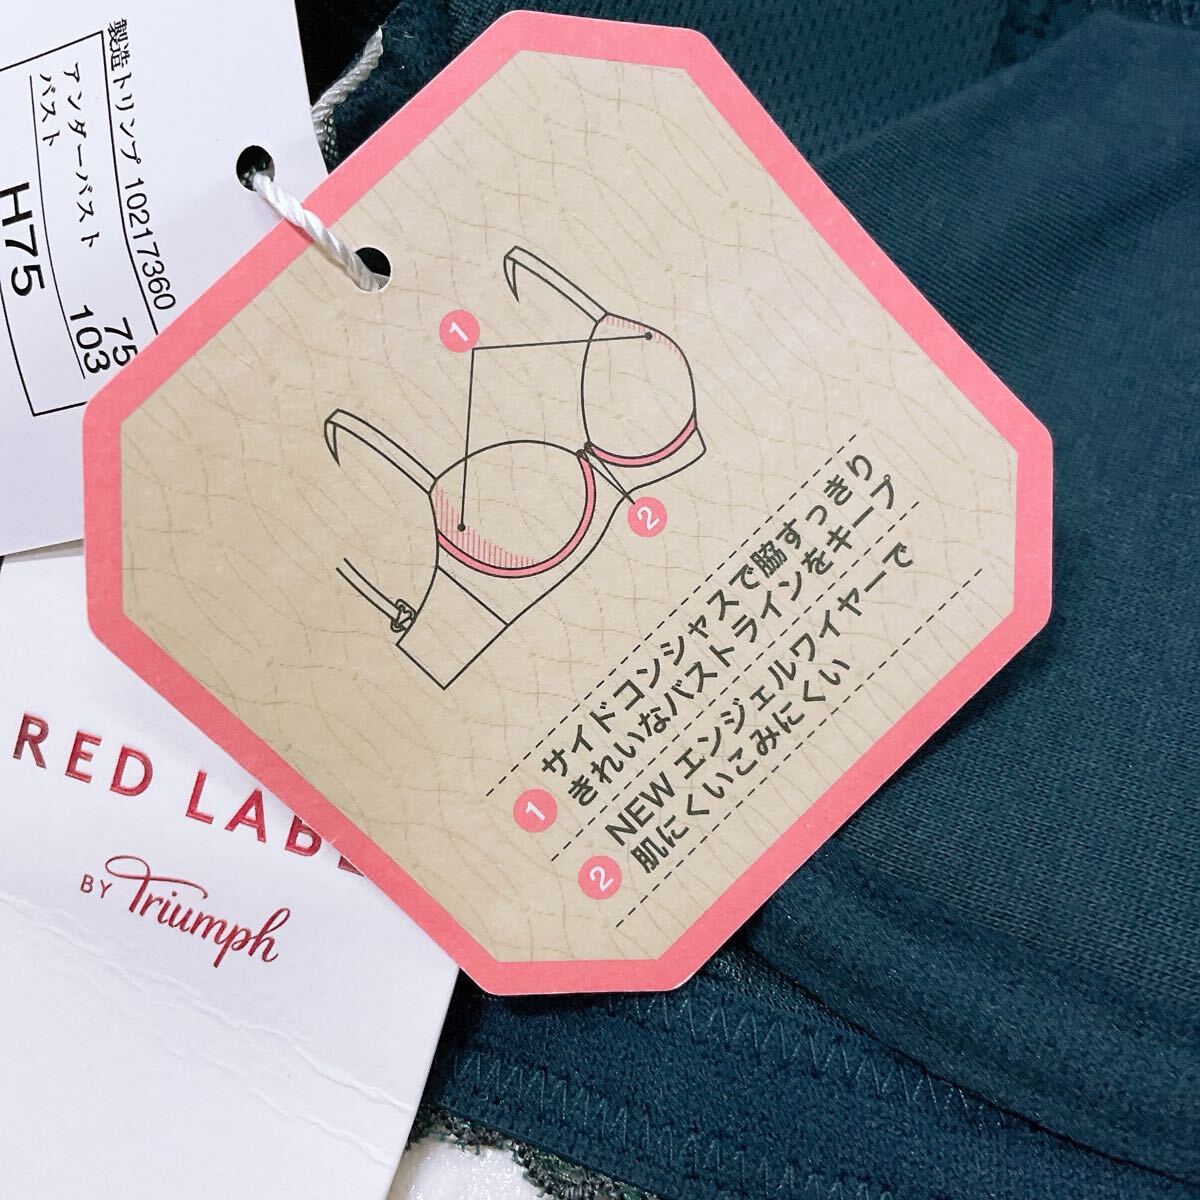 製造トリンプ 10217360
アンダーバスト 75
バスト 103
H75
1
2
1 サイドコンシャスで脇すっきり
きれいなバストラインをキープ
2 NEW エンジェルワイヤーで
肌にくいこみにくい
RED LABE
BY Triumph